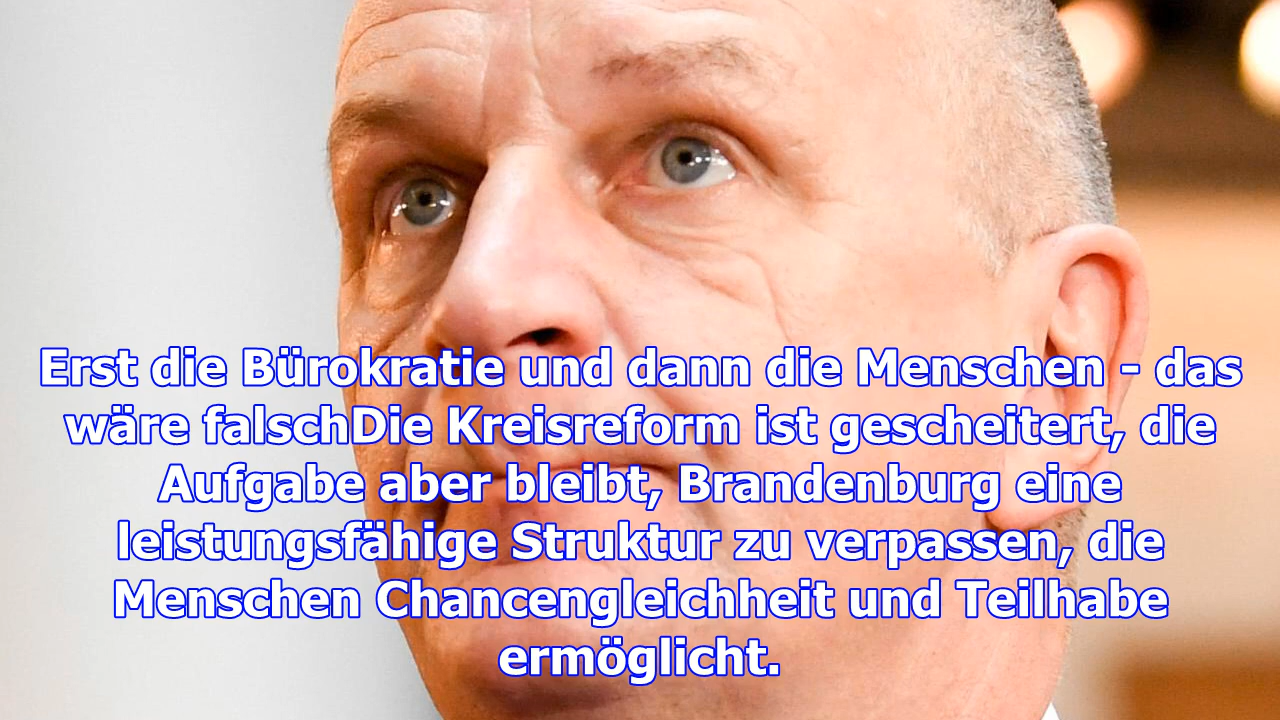 Erst die Bürokratie und dann die Menschen - das
wäre falschDie Kreisreform ist gescheitert, die
Aufgabe aber bleibt, Brandenburg eine
leistungsfähige Struktur zu verpassen, die
Menschen Chancengleichheit und Teilhabe
ermöglicht.